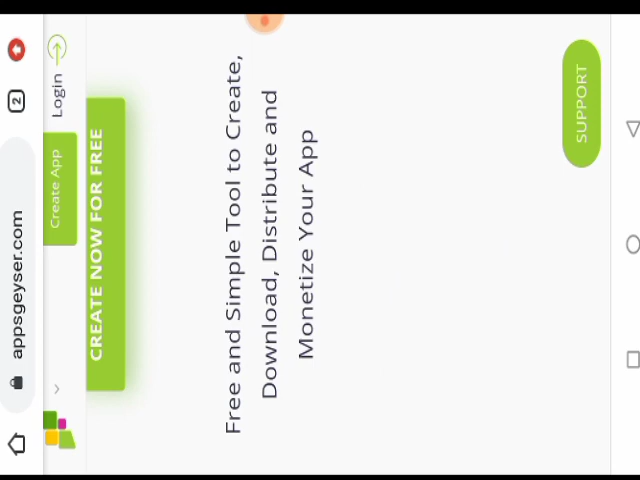 appsgeyser.com
2
Create App
Login
CREATE NOW FOR FREE
Free and Simple Tool to Create,
Download, Distribute and
Monetize Your App
SUPPORT